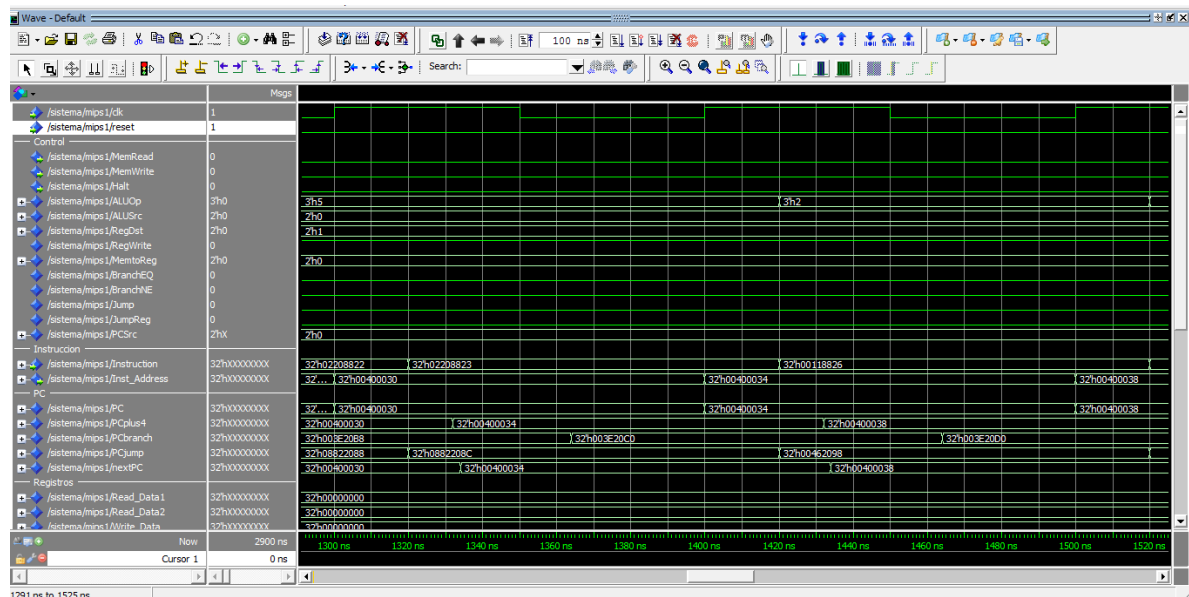 Wave - Default
100 ns
Search:
Msgs
/sistema/mips1/clk 1
/sistema/mips1/reset 1
Control
/sistema/mips1/MemRead 0
/sistema/mips1/MemWrite 0
/sistema/mips1/Halt 0
/sistema/mips1/ALUOp 3'h0 3'h5 3'h2
/sistema/mips1/ALUSrc 2'h0 2'h0
/sistema/mips1/RegDst 2'h0 2'h1
/sistema/mips1/RegWrite 0
/sistema/mips1/MemtoReg 2'h0 2'h0
/sistema/mips1/BranchEQ 0
/sistema/mips1/BranchNE 0
/sistema/mips1/Jump 0
/sistema/mips1/JumpReg 0
/sistema/mips1/PCSrc 2'hX 2'h0
Instruccion
/sistema/mips1/Instruction 32'hXXXXXXXX 32'h02208822 32'h02208823 32'h00118826
/sistema/mips1/Inst_Address 32'hXXXXXXXX 32'... 32'h00400030 32'h00400034 32'h00400038
PC
/sistema/mips1/PC 32'hXXXXXXXX 32'... 32'h00400030 32'h00400034 32'h00400038
/sistema/mips1/PCplus4 32'hXXXXXXXX 32'h00400030 32'h00400034 32'h00400038
/sistema/mips1/PCbranch 32'hXXXXXXXX 32'h003E20B8 32'h003E20C0 32'h003E20D0
/sistema/mips1/PCjump 32'hXXXXXXXX 32'h08822088 32'h0882208C 32'h00462098
/sistema/mips1/nextPC 32'hXXXXXXXX 32'h00400030 32'h00400034 32'h00400038
Registros
/sistema/mips1/Read_Data1 32'hXXXXXXXX 32'h00000000
/sistema/mips1/Read_Data2 32'hXXXXXXXX 32'h00000000
/sistema/mips1/Write_Data 32'hXXXXXXXX 32'h00000000
Now 2900 ns 1300 ns 1320 ns 1340 ns 1360 ns 1380 ns 1400 ns 1420 ns 1440 ns 1460 ns 1480 ns 1500 ns 1520 ns
Cursor 1 0 ns
1291 ns to 1525 ns